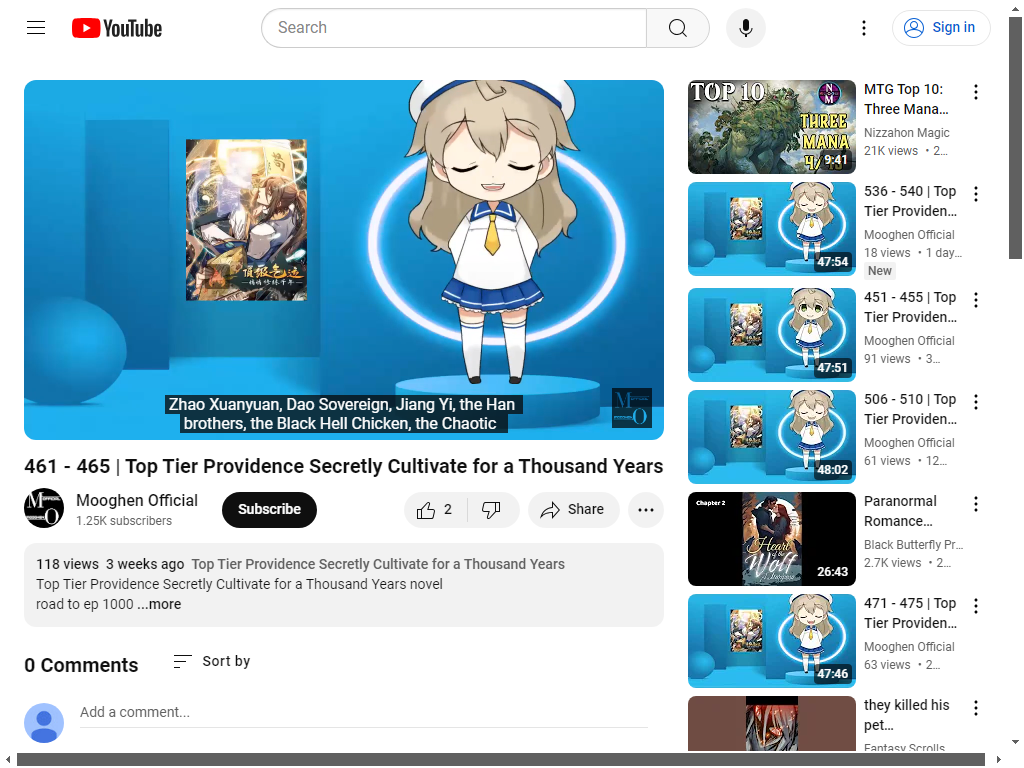 YouTube
Search
Sign in
頂級氣運
Zhao Xuanyuan, Dao Sovereign, Jiang Yi, the Han
brothers, the Black Hell Chicken, the Chaotic
461 - 465 | Top Tier Providence Secretly Cultivate for a Thousand Years
Mooghen Official
1.25K subscribers
Subscribe
2
Share
118 views 3 weeks ago Top Tier Providence Secretly Cultivate for a Thousand Years
Top Tier Providence Secretly Cultivate for a Thousand Years novel
road to ep 1000 ...more
0 Comments
Sort by
Add a comment...
TOP 10
N
M
THREE
MANA
9:41
MTG Top 10:
Three Mana…
Nizzahon Magic
21K views • 2…
47:54
536 - 540 | Top
Tier Providen…
Mooghen Official
18 views • 1 day…
New
47:51
451 - 455 | Top
Tier Providen…
Mooghen Official
91 views • 3…
48:02
506 - 510 | Top
Tier Providen…
Mooghen Official
61 views • 12…
Chapter 2
Heart
of the
Wolf
26:43
Paranormal
Romance…
Black Butterfly Pr…
2.7K views • 2…
47:46
471 - 475 | Top
Tier Providen…
Mooghen Official
63 views • 2…
they killed his
pet…
Fantasy Scrolls